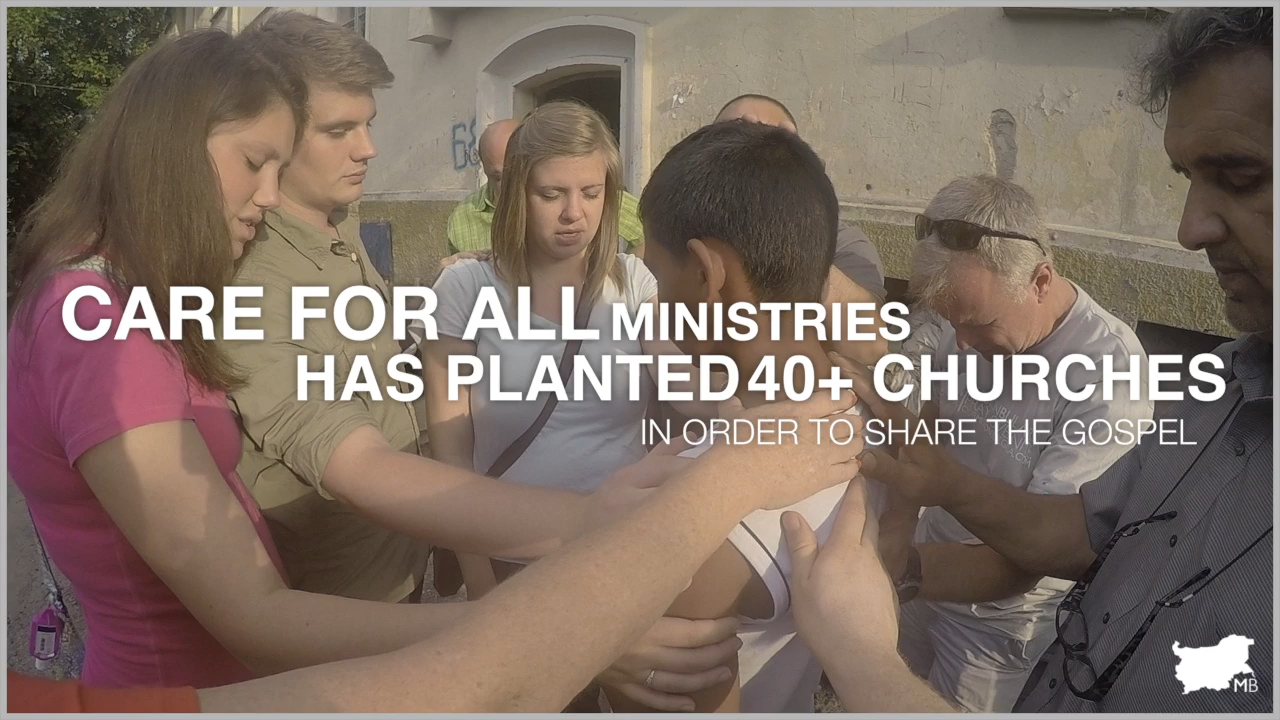 CARE FOR ALL MINISTRIES
HAS PLANTED 40+ CHURCHES
IN ORDER TO SHARE THE GOSPEL
MB